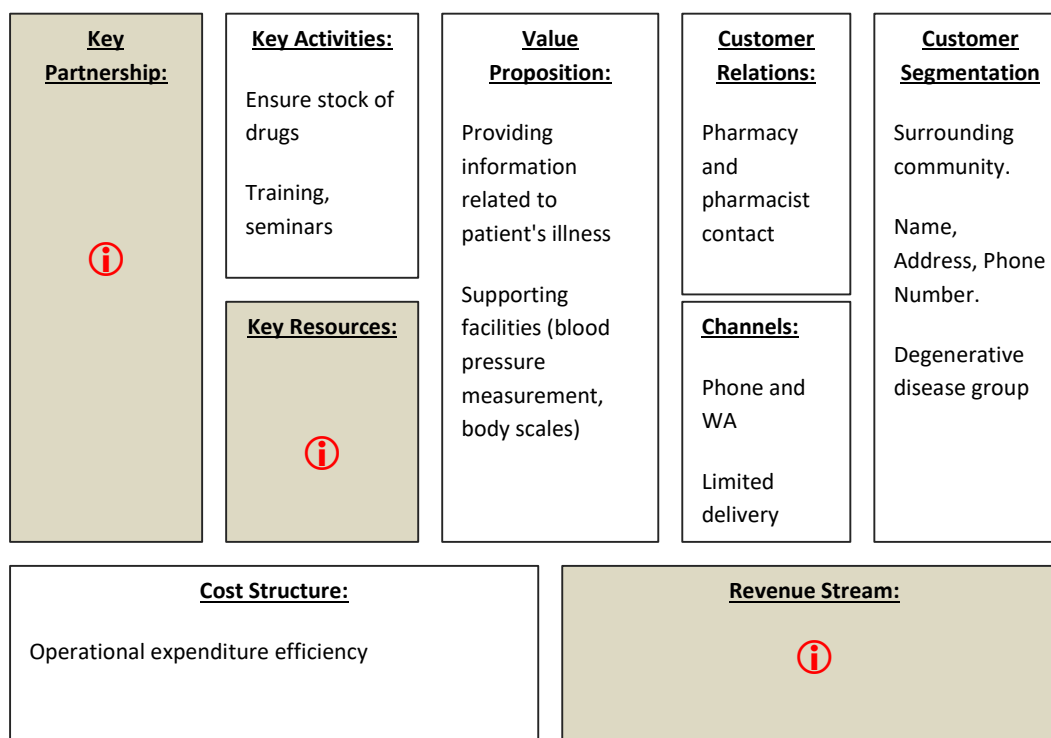 Key
Partnership:
Key Activities:
Ensure stock of
drugs
Training,
seminars
Key Resources:
Value
Proposition:
Providing
information
related to
patient's illness
Supporting
facilities (blood
pressure
measurement,
body scales)
Customer
Relations:
Pharmacy
and
pharmacist
contact
Channels:
Phone and
WA
Limited
delivery
Customer
Segmentation
Surrounding
community.
Name,
Address, Phone
Number.
Degenerative
disease group
Cost Structure:
Operational expenditure efficiency
Revenue Stream: